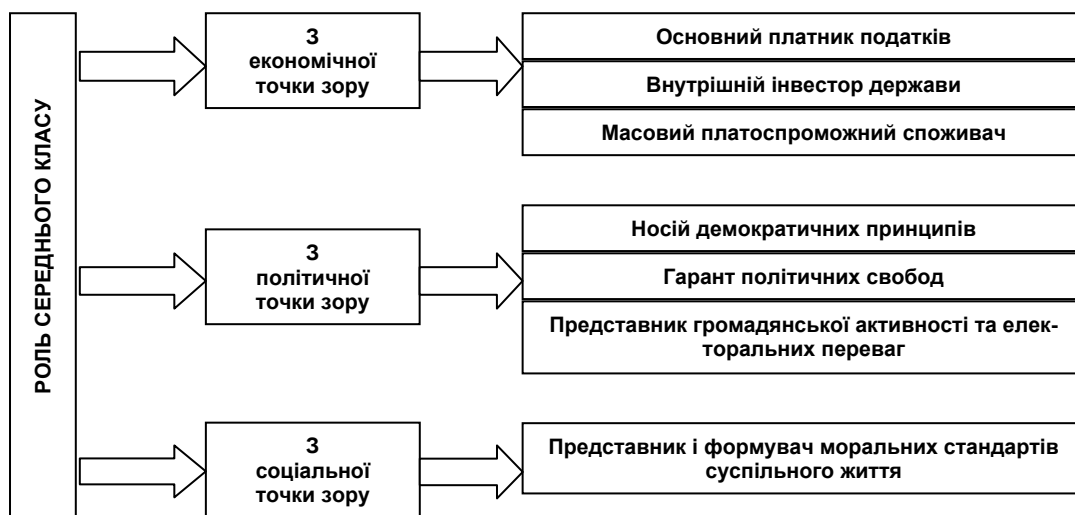 РОЛЬ СЕРЕДНЬОГО КЛАСУ
З
економічної
точки зору
Основний платник податків
Внутрішній інвестор держави
Масовий платоспроможний споживач
З
політичної
точки зору
Носій демократичних принципів
Гарант політичних свобод
Представник громадянської активності та елек-
торальних переваг
З
соціальної
точки зору
Представник і формувач моральних стандартів
суспільного життя